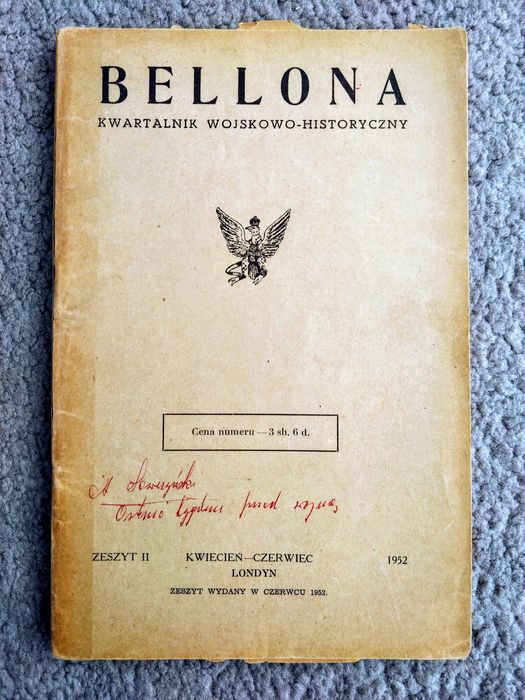 BELLONA
KWARTALNIK WOJSKOWO-HISTORYCZNY
Cena numeru — 3 sh. 6 d.
A
Ostatni tydzień przed wojną
ZESZYT II KWIECIEŃ—CZERWIEC 1952
LONDYN
ZESZYT WYDANY W CZERWCU 1952.